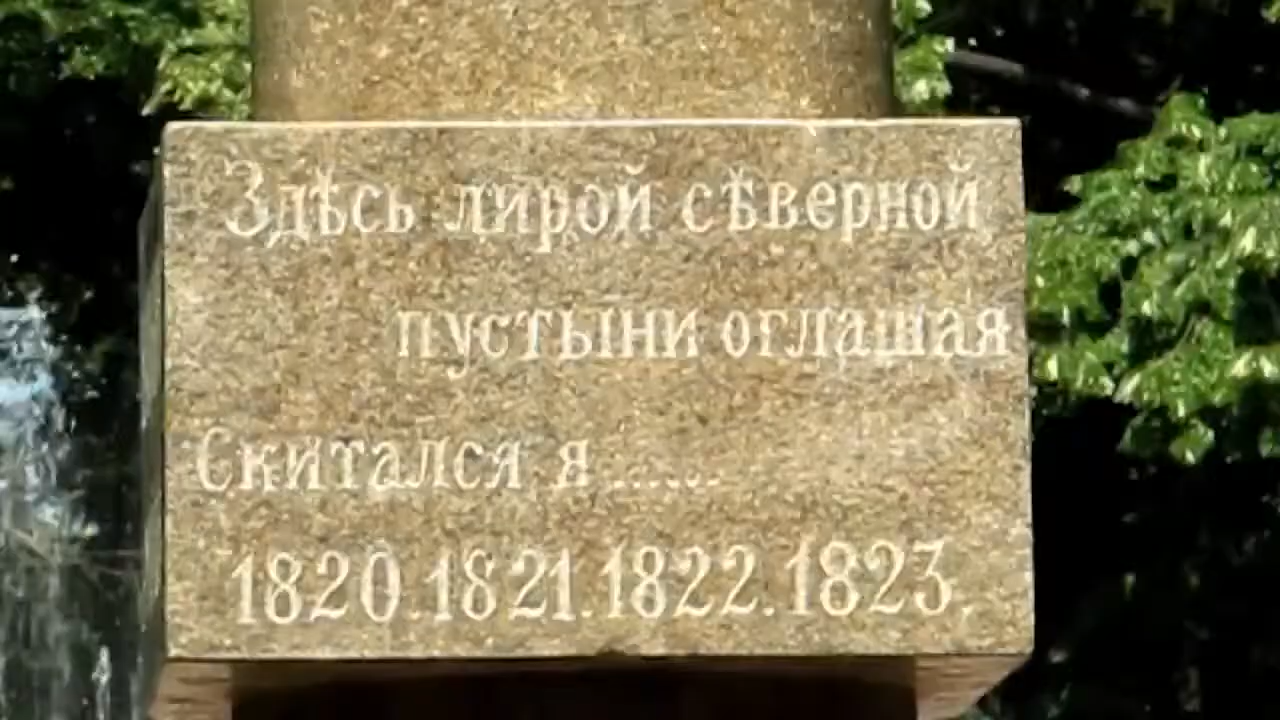 Здѣсь лирой сѣверной
пустыни оглашая
Скитался я ......
1820.1821.1822.1823.